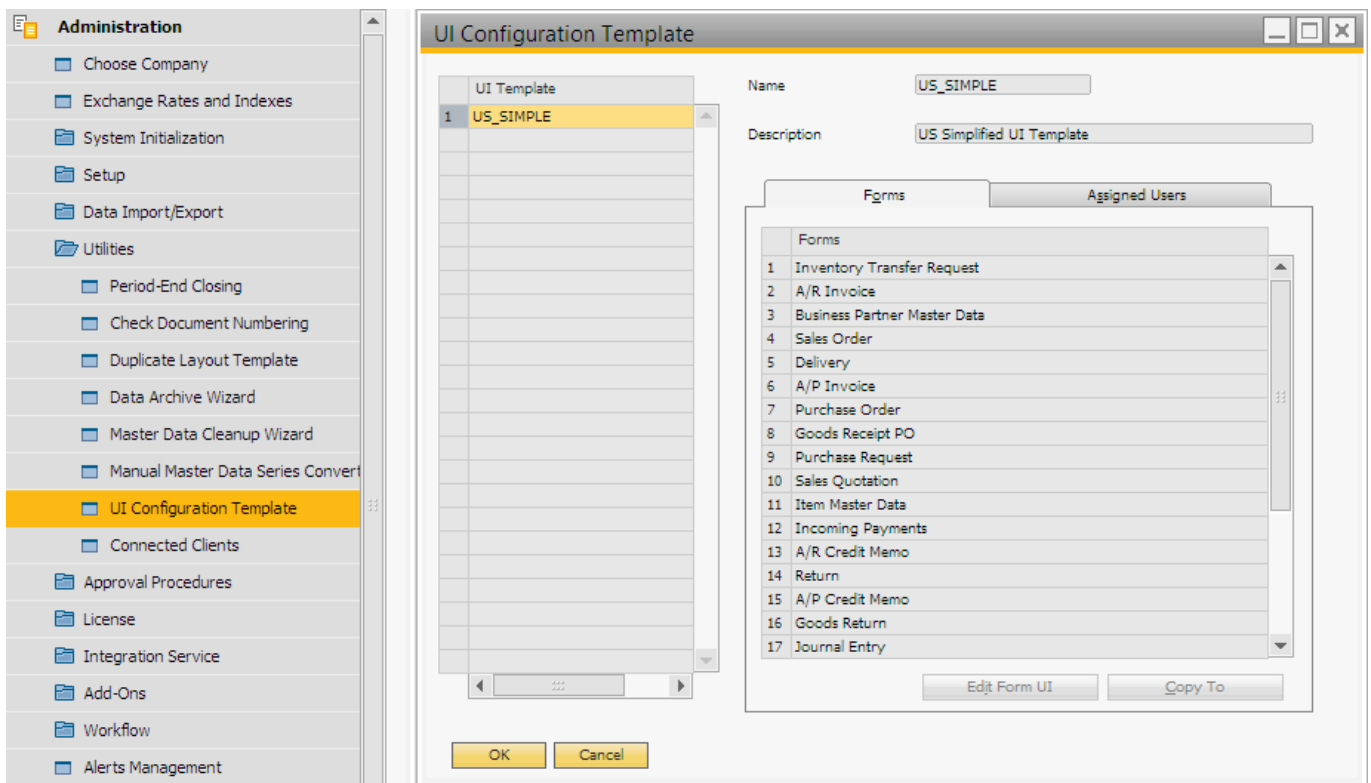 Administration
Choose Company
Exchange Rates and Indexes
System Initialization
Setup
Data Import/Export
Utilities
Period-End Closing
Check Document Numbering
Duplicate Layout Template
Data Archive Wizard
Master Data Cleanup Wizard
Manual Master Data Series Convert
UI Configuration Template
Connected Clients
Approval Procedures
License
Integration Service
Add-Ons
Workflow
Alerts Management
UI Configuration Template
UI Template
1 US_SIMPLE
Name US_SIMPLE
Description US Simplified UI Template
Forms Assigned Users
Forms
1 Inventory Transfer Request
2 A/R Invoice
3 Business Partner Master Data
4 Sales Order
5 Delivery
6 A/P Invoice
7 Purchase Order
8 Goods Receipt PO
9 Purchase Request
10 Sales Quotation
11 Item Master Data
12 Incoming Payments
13 A/R Credit Memo
14 Return
15 A/P Credit Memo
16 Goods Return
17 Journal Entry
Edit Form UI Copy To
OK Cancel